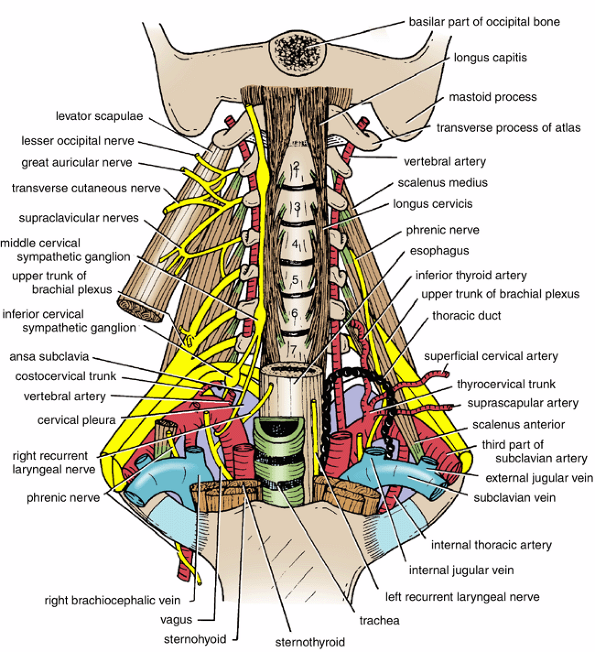 basilar part of occipital bone
longus capitis
mastoid process
transverse process of atlas
vertebral artery
scalenus medius
longus cervicis
phrenic nerve
esophagus
inferior thyroid artery
upper trunk of brachial plexus
thoracic duct
superficial cervical artery
thyrocervical trunk
suprascapular artery
scalenus anterior
third part of
subclavian artery
external jugular vein
subclavian vein
internal thoracic artery
internal jugular vein
left recurrent laryngeal nerve
trachea
sternothyroid
levator scapulae
lesser occipital nerve
great auricular nerve
transverse cutaneous nerve
supraclavicular nerves
middle cervical
sympathetic ganglion
upper trunk of
brachial plexus
inferior cervical
sympathetic ganglion
ansa subclavia
costocervical trunk
vertebral artery
cervical pleura
right recurrent
laryngeal nerve
phrenic nerve
right brachiocephalic vein
vagus
sternohyoid
2
3
4
5
6
7